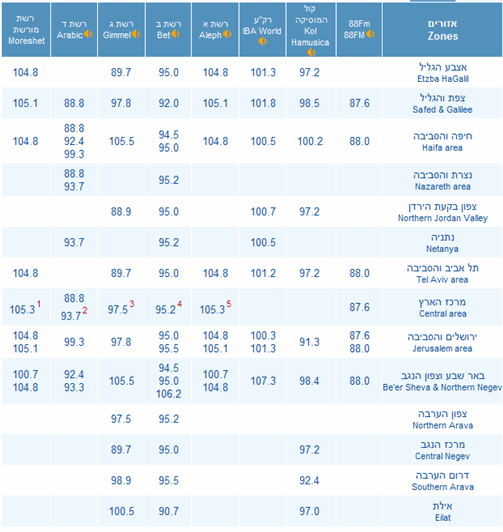 רשת מורשת Moreshet | רשת ד Arabic | רשת ג Gimmel | רשת ב Bet | רשת א Aleph | רק"ע IBA World | קול המוסיקה Kol Hamusica | 88Fm 88FM | אזורים Zones
104.8 | | 89.7 | 95.0 | 104.8 | 101.3 | 97.2 | | אצבע הגליל Etzba HaGalil
105.1 | 88.8 | 97.8 | 92.0 | 105.1 | 101.8 | 98.5 | 87.6 | צפת והגליל Safed & Galilee
104.8 | 88.8 92.4 99.3 | 105.5 | 94.5 95.0 | 104.8 | 100.5 | 100.2 | 88.0 | חיפה והסביבה Haifa area
| 88.8 93.7 | | 95.2 | | | | | נצרת והסביבה Nazareth area
| | 88.9 | 95.0 | | 100.7 | 97.2 | | צפון בקעת הירדן Northern Jordan Valley
| 93.7 | | 95.2 | | 100.5 | | | נתניה Netanya
104.8 | | 89.7 | 95.0 | 104.8 | 101.2 | 97.2 | 88.0 | תל אביב והסביבה Tel Aviv area
105.3 1 | 88.8 93.7 2 | 97.5 3 | 95.2 4 | 105.3 5 | | | 87.6 | מרכז הארץ Central area
104.8 105.1 | 99.3 | 97.8 | 95.0 95.5 | 104.8 105.1 | 100.3 101.3 | 91.3 | 87.6 88.0 | ירושלים והסביבה Jerusalem area
100.7 104.8 | 92.4 93.3 | 105.5 | 94.5 95.0 106.2 | 100.7 104.8 | 107.3 | 98.4 | 88.0 | באר שבע וצפון הנגב Be'er Sheva & Northern Negev
| | 97.5 | 95.2 | | | | | צפון הערבה Northern Arava
| | 89.7 | 95.0 | | | 97.2 | | מרכז הנגב Central Negev
| | 98.9 | 95.5 | | | 92.4 | | דרום הערבה Southern Arava
| | 100.5 | 90.7 | | | 97.0 | | אילת Eilat